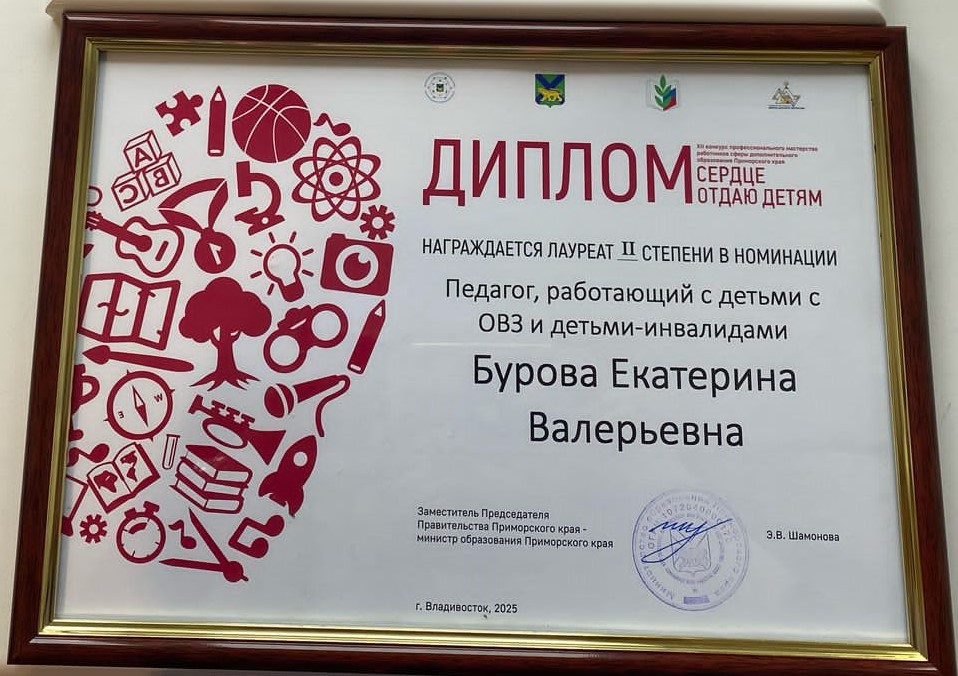 ДИПЛОМ
XII конкурс профессионального мастерства
работников сферы дополнительного
образования Приморского края
СЕРДЦЕ
ОТДАЮ ДЕТЯМ
НАГРАЖДАЕТСЯ ЛАУРЕАТ II СТЕПЕНИ В НОМИНАЦИИ
Педагог, работающий с детьми с
ОВЗ и детьми-инвалидами
Бурова Екатерина
Валерьевна
Заместитель Председателя
Правительства Приморского края -
министр образования Приморского края
Э.В. Шамонова
г. Владивосток, 2025
A
B
C
W
E